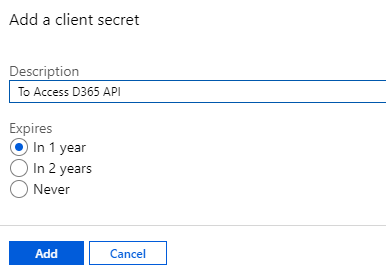 Add a client secret
Description
To Access D365 API
Expires
In 1 year
In 2 years
Never
Add
Cancel